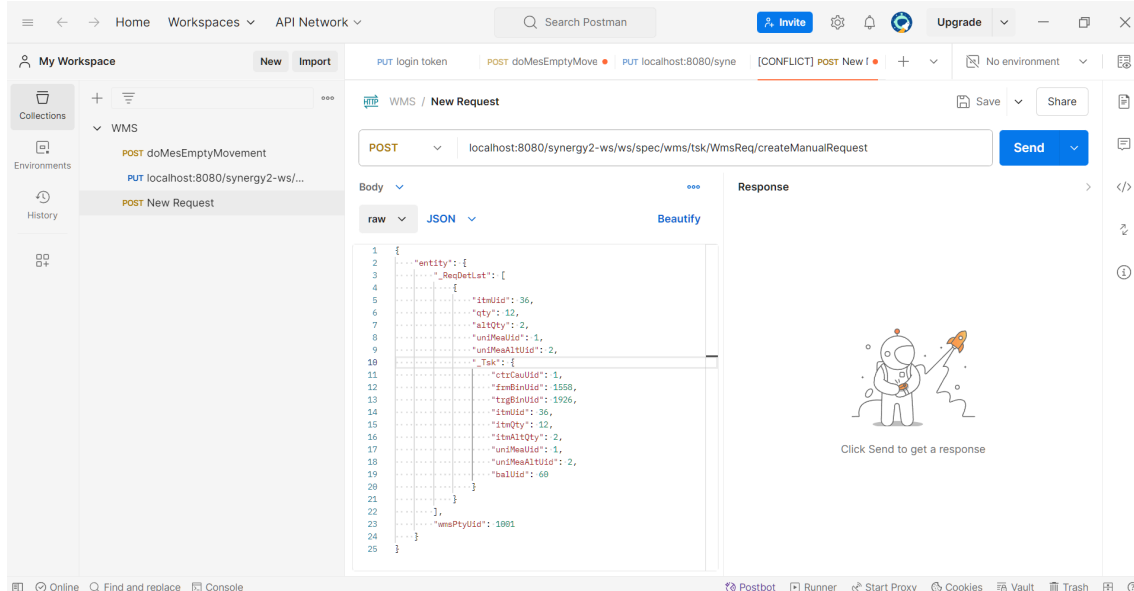 Home Workspaces API Network Search Postman Invite Upgrade
My Workspace New Import PUT login token POST doMesEmptyMove PUT localhost:8080/syne [CONFLICT] POST New No environment
Collections
Environments
History
WMS
POST doMesEmptyMovement
PUT localhost:8080/synergy2-ws/...
POST New Request
HTTP WMS / New Request Save Share
POST localhost:8080/synergy2-ws/ws/spec/wms/tsk/WmsReq/createManualRequest Send
Body
raw JSON Beautify
1 {
2 "entity": {
3 "_ReqDetLst": [
4 {
5 "itmUid": 36,
6 "qty": 12,
7 "altQty": 2,
8 "uniMeaUid": 1,
9 "uniMeaAltUid": 2,
10 "_Tsk": {
11 "ctrCauUid": 1,
12 "frmBinUid": 1558,
13 "trgBinUid": 1926,
14 "itmUid": 36,
15 "itmQty": 12,
16 "itmAltQty": 2,
17 "uniMeaUid": 1,
18 "uniMeaAltUid": 2,
19 "balUid": 60
20 }
21 }
22 ],
23 "wmsPtyUid": 1001
24 }
25 }
Response
Click Send to get a response
Online Find and replace Console Postbot Runner Start Proxy Cookies Vault Trash